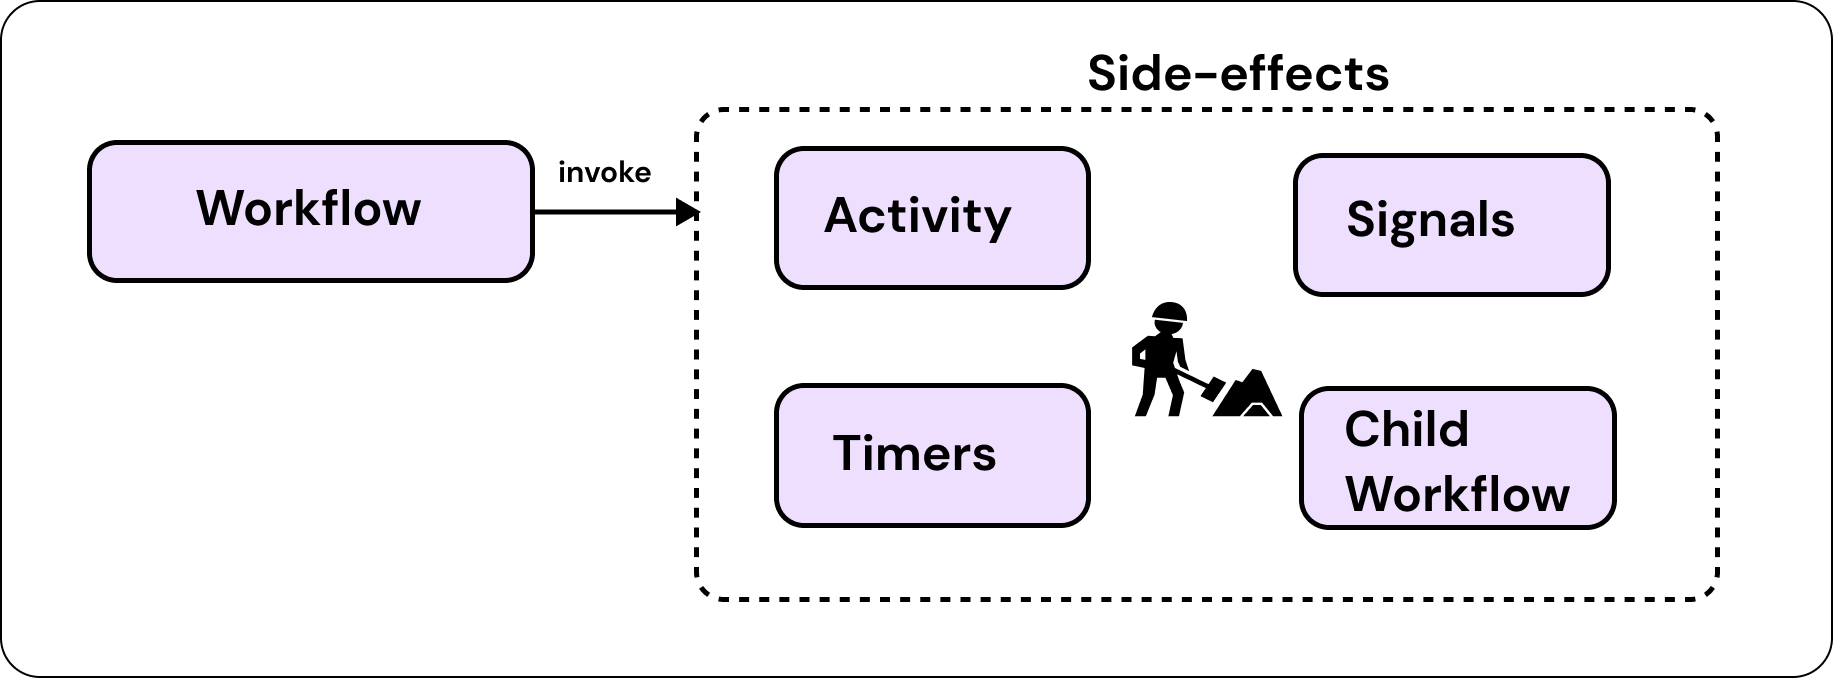 Side-effects
Workflow
invoke
Activity
Signals
Timers
Child
Workflow